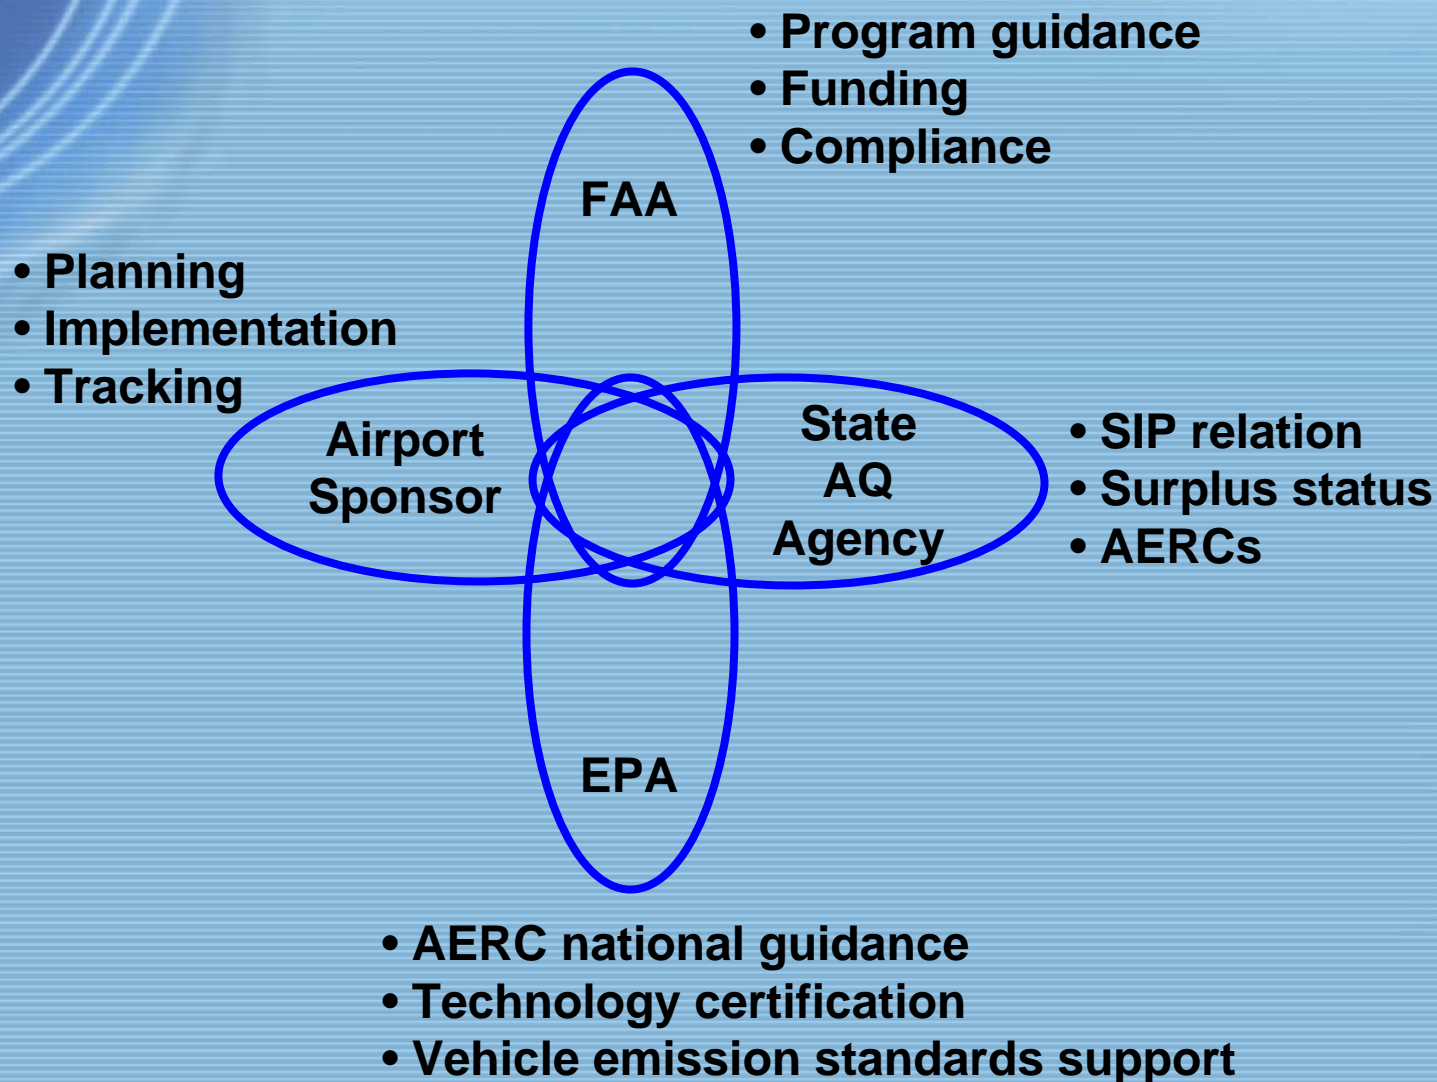 • Program guidance
• Funding
• Compliance
FAA
• Planning
• Implementation
• Tracking
Airport
Sponsor
State
AQ
Agency
• SIP relation
• Surplus status
• AERCs
EPA
• AERC national guidance
• Technology certification
• Vehicle emission standards support